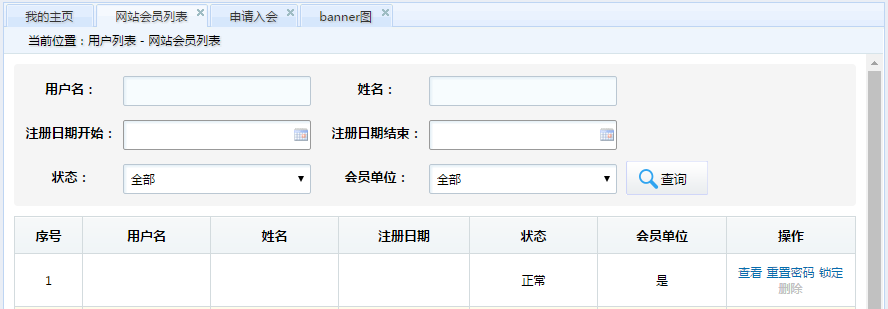 我的主页 网站会员列表 申请入会 banner图
当前位置：用户列表 - 网站会员列表
用户名： 姓名：
注册日期开始： 注册日期结束：
状态： 全部 会员单位： 全部 查询
序号 用户名 姓名 注册日期 状态 会员单位 操作
1 正常 是 查看 重置密码 锁定
删除